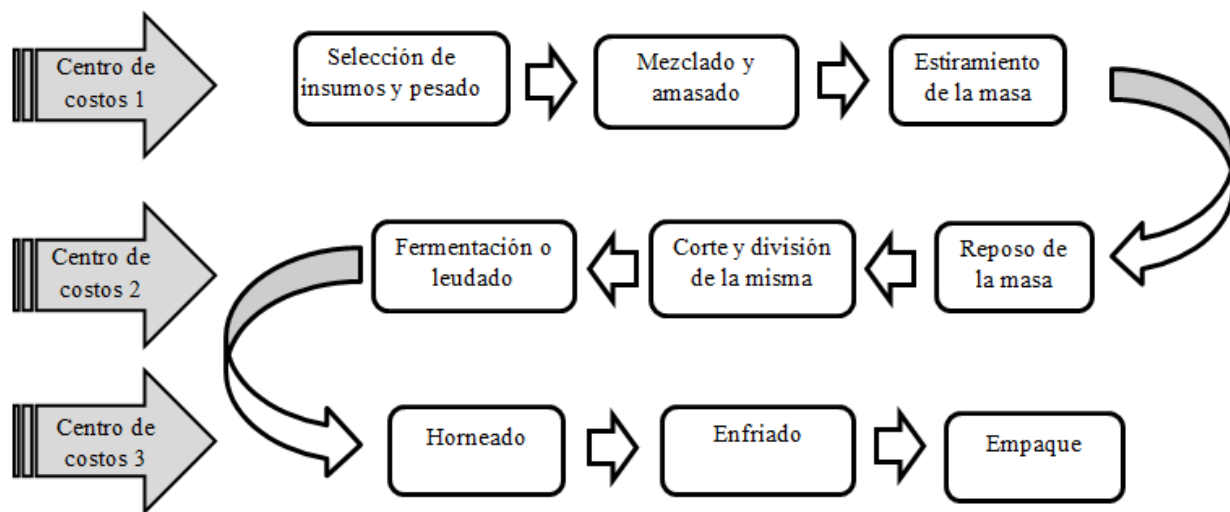 Centro de
costos 1
Selección de
insumos y pesado
Mezclado y
amasado
Estiramiento
de la masa
Centro de
costos 2
Fermentación o
leudado
Corte y división
de la misma
Reposo de
la masa
Centro de
costos 3
Horneado
Enfriado
Empaque